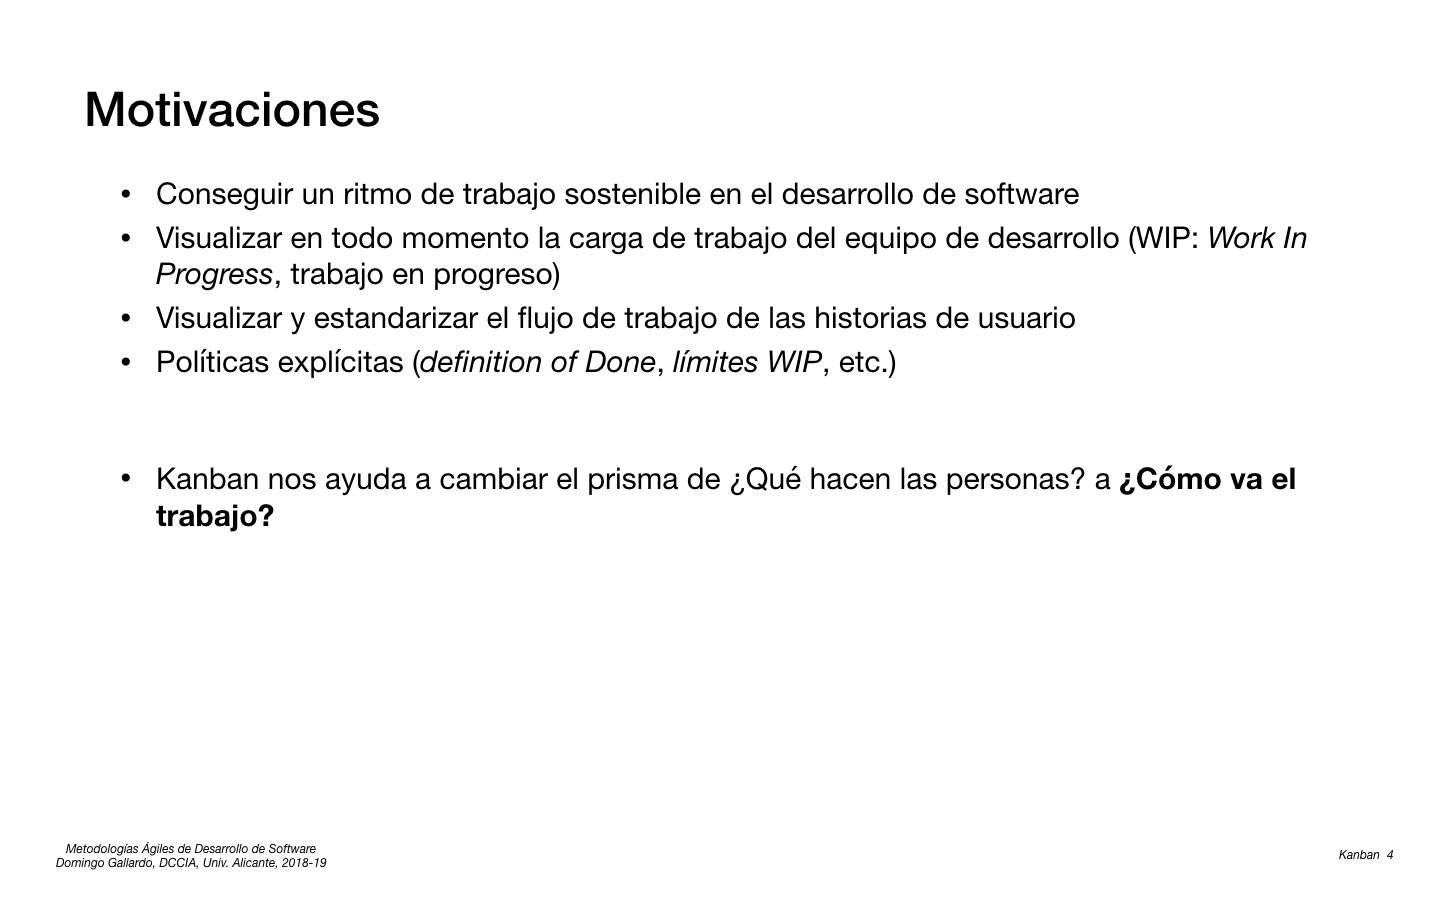 Motivaciones
• Conseguir un ritmo de trabajo sostenible en el desarrollo de software
• Visualizar en todo momento la carga de trabajo del equipo de desarrollo (WIP: Work In
Progress, trabajo en progreso)
• Visualizar y estandarizar el flujo de trabajo de las historias de usuario
• Políticas explícitas (definition of Done, límites WIP, etc.)
• Kanban nos ayuda a cambiar el prisma de ¿Qué hacen las personas? a ¿Cómo va el
trabajo?
Metodologías Ágiles de Desarrollo de Software
Domingo Gallardo, DCCIA, Univ. Alicante, 2018-19
Kanban 4